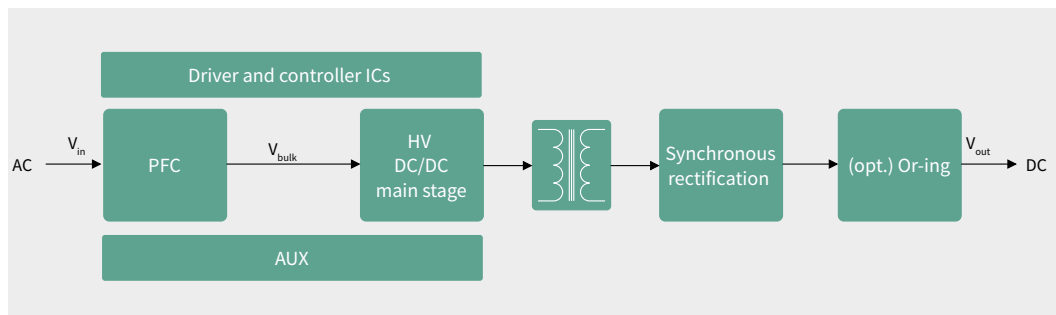 Driver and controller ICs
AC
Vin
PFC
Vbulk
HV
DC/DC
main stage
Synchronous
rectification
(opt.) Or-ing
Vout
DC
AUX